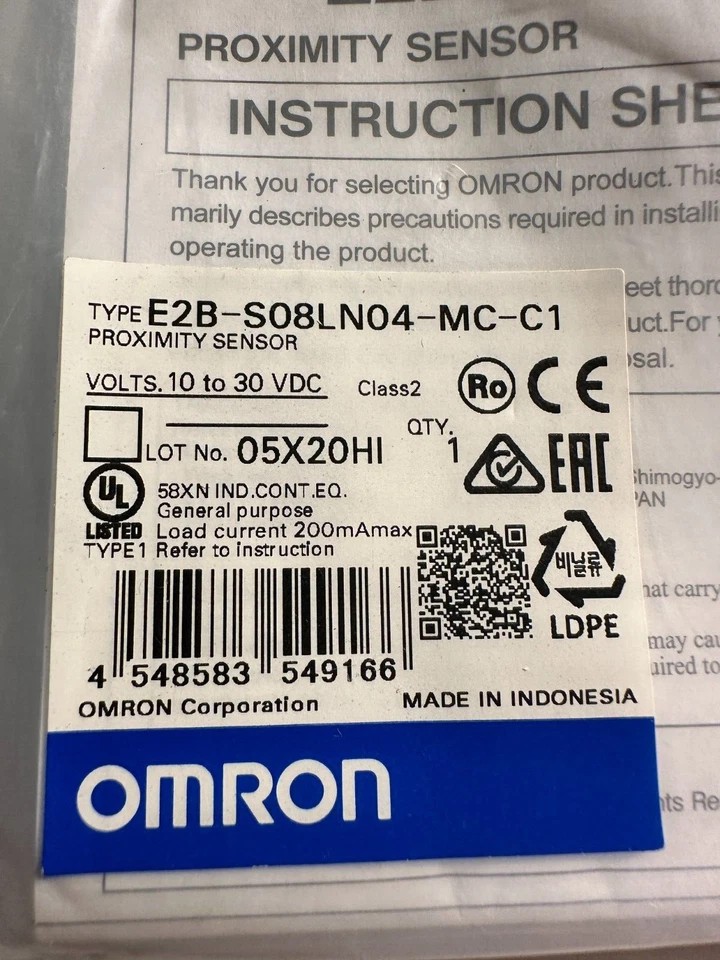 PROXIMITY SENSOR
INSTRUCTION
Thank you for selecting OMRON product. This
marily describes precautions required in
operating the product.
eet
uct. For
osal.
TYPE E2B-S08LN04-MC-C1
PROXIMITY SENSOR
VOLTS. 10 to 30 VDC Class2
Ro CE
LOT No. 05X20HI QTY. 1
EAC
UL LISTED TYPE1
58XN IND.CONT.EQ.
General purpose
Load current 200mAmax
Refer to instruction
비닐류
LDPE
4 548583 549166
OMRON Corporation MADE IN INDONESIA
OMRON
Shimogyo-
PAN
hat carry
may
uired to
nts Re